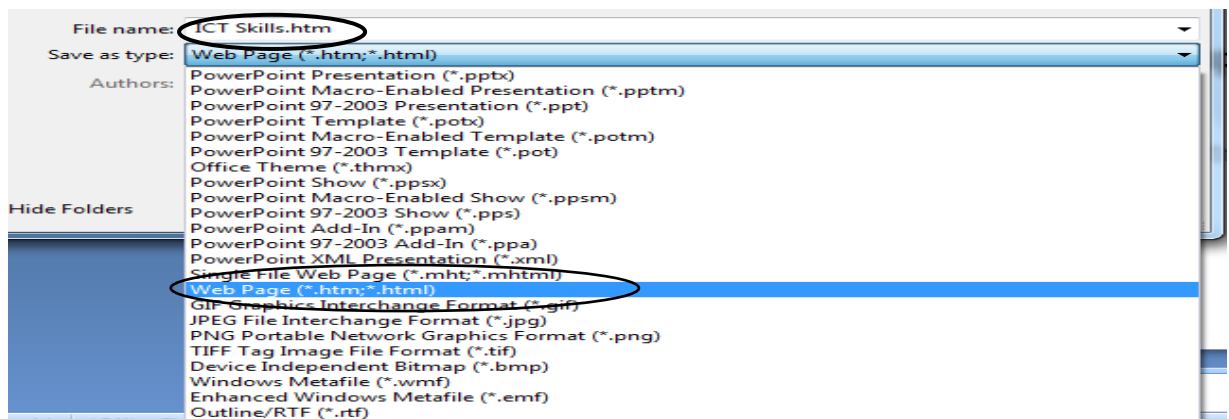 File name: ICT Skills.htm
Save as type: Web Page (*.htm;*.html)
Authors:
PowerPoint Presentation (*.pptx)
PowerPoint Macro-Enabled Presentation (*.pptm)
PowerPoint 97-2003 Presentation (*.ppt)
PowerPoint Template (*.potx)
PowerPoint Macro-Enabled Template (*.potm)
PowerPoint 97-2003 Template (*.pot)
Office Theme (*.thmx)
PowerPoint Show (*.ppsx)
PowerPoint Macro-Enabled Show (*.ppsm)
Hide Folders
PowerPoint 97-2003 Show (*.pps)
PowerPoint Add-In (*.ppam)
PowerPoint 97-2003 Add-In (*.ppa)
PowerPoint XML Presentation (*.xml)
Single File Web Page (*.mht;*.mhtml)
Web Page (*.htm;*.html)
GIF Graphics Interchange Format (*.gif)
JPEG File Interchange Format (*.jpg)
PNG Portable Network Graphics Format (*.png)
TIFF Tag Image File Format (*.tif)
Device Independent Bitmap (*.bmp)
Windows Metafile (*.wmf)
Enhanced Windows Metafile (*.emf)
Outline/RTF (*.rtf)